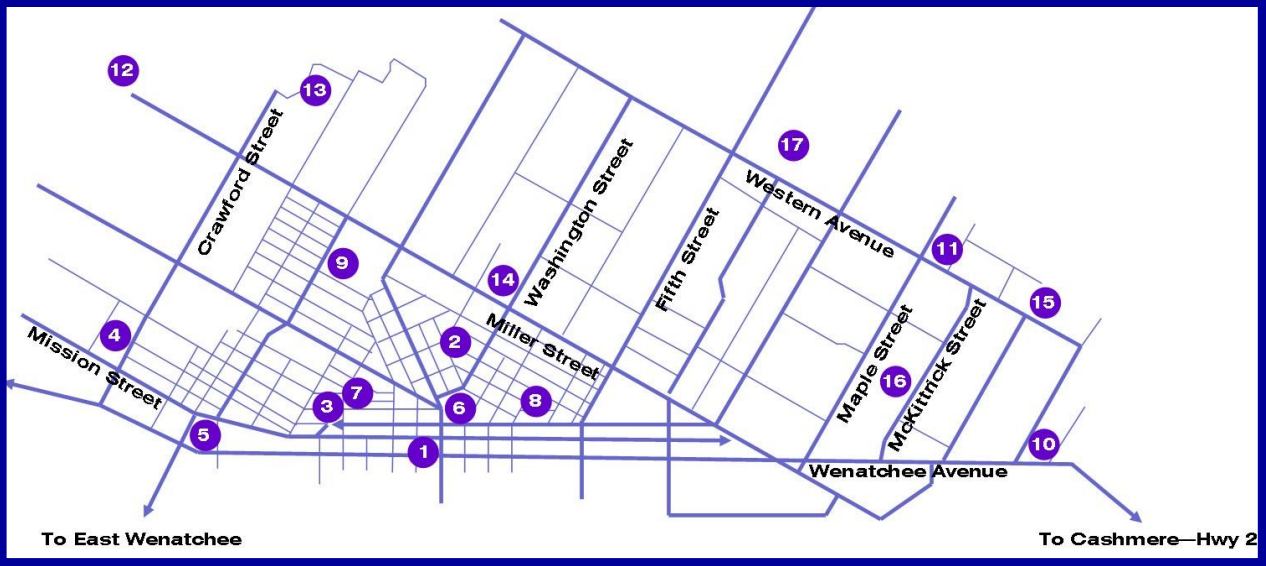 12
13
Crawford Street
17
Western Avenue
Washington Street
Fifth Street
9
11
14
15
4
Mission Street
2
Miller Street
Maple Street
McKittrick Street
16
7
3
6
8
5
1
10
Wenatchee Avenue
To East Wenatchee
To Cashmere—Hwy 2